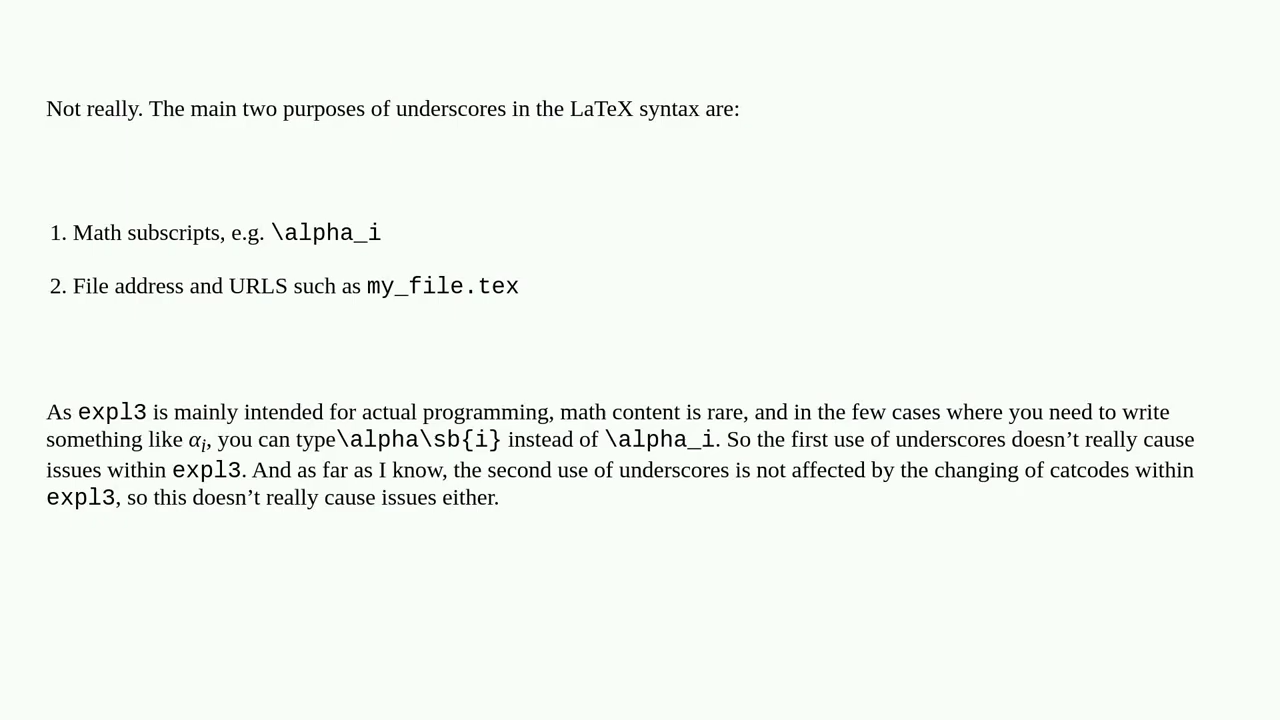 Not really. The main two purposes of underscores in the LaTeX syntax are:
1. Math subscripts, e.g. \alpha_i
2. File address and URLS such as my_file.tex
As expl3 is mainly intended for actual programming, math content is rare, and in the few cases where you need to write
something like αi, you can type\alpha\sb{i} instead of \alpha_i. So the first use of underscores doesn’t really cause
issues within expl3. And as far as I know, the second use of underscores is not affected by the changing of catcodes within
expl3, so this doesn’t really cause issues either.